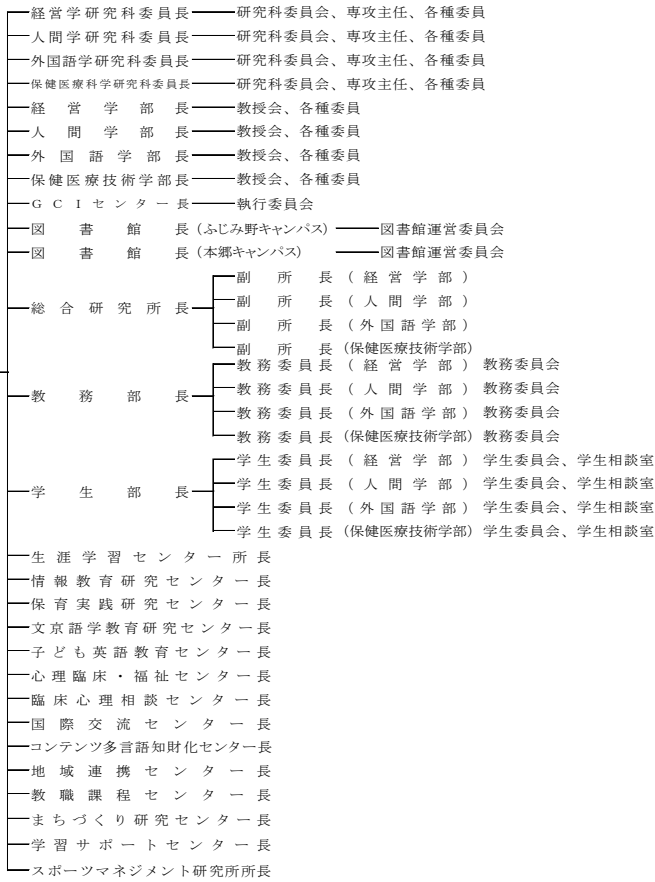 経営学研究科委員長 研究科委員会、専攻主任、各種委員
人間学研究科委員長 研究科委員会、専攻主任、各種委員
外国語学研究科委員長 研究科委員会、専攻主任、各種委員
保健医療科学研究科委員長 研究科委員会、専攻主任、各種委員
経営学部長 教授会、各種委員
人間学部長 教授会、各種委員
外国語学部長 教授会、各種委員
保健医療技術学部長 教授会、各種委員
GCIセンター長 執行委員会
図書館長(ふじみ野キャンパス) 図書館運営委員会
図書館長(本郷キャンパス) 図書館運営委員会
副所長(経営学部)
副所長(人間学部)
総合研究所長
副所長(外国語学部)
副所長(保健医療技術学部)
教務委員長(経営学部)教務委員会
教務委員長(人間学部)教務委員会
教務部長
教務委員長(外国語学部)教務委員会
教務委員長(保健医療技術学部)教務委員会
学生委員長(経営学部)学生委員会、学生相談室
学生委員長(人間学部)学生委員会、学生相談室
学生部長
学生委員長(外国語学部)学生委員会、学生相談室
学生委員長(保健医療技術学部)学生委員会、学生相談室
生涯学習センター所長
情報教育研究センター長
保育実践研究センター長
文京語学教育研究センター長
子ども英語教育センター長
心理臨床・福祉センター長
臨床心理相談センター長
国際交流センター長
コンテンツ多言語知財化センター長
地域連携センター長
教職課程センター長
まちづくり研究センター長
学習サポートセンター長
スポーツマネジメント研究所所長